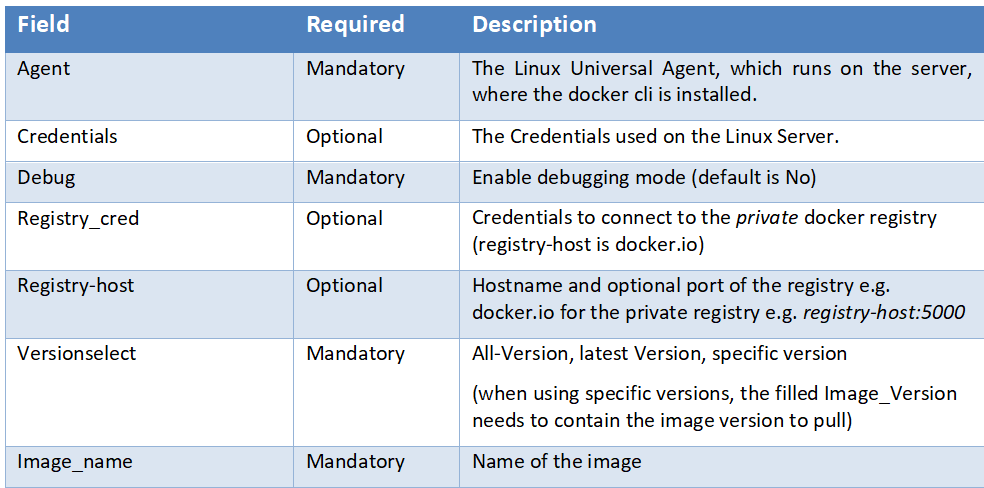 Field Required Description
Agent Mandatory The Linux Universal Agent, which runs on the server,
where the docker cli is installed.
Credentials Optional The Credentials used on the Linux Server.
Debug Mandatory Enable debugging mode (default is No)
Registry_cred Optional Credentials to connect to the private docker registry
(registry-host is docker.io)
Registry-host Optional Hostname and optional port of the registry e.g.
docker.io for the private registry e.g. registry-host:5000
Versionselect Mandatory All-Version, latest Version, specific version
(when using specific versions, the filled Image_Version
needs to contain the image version to pull)
Image_name Mandatory Name of the image